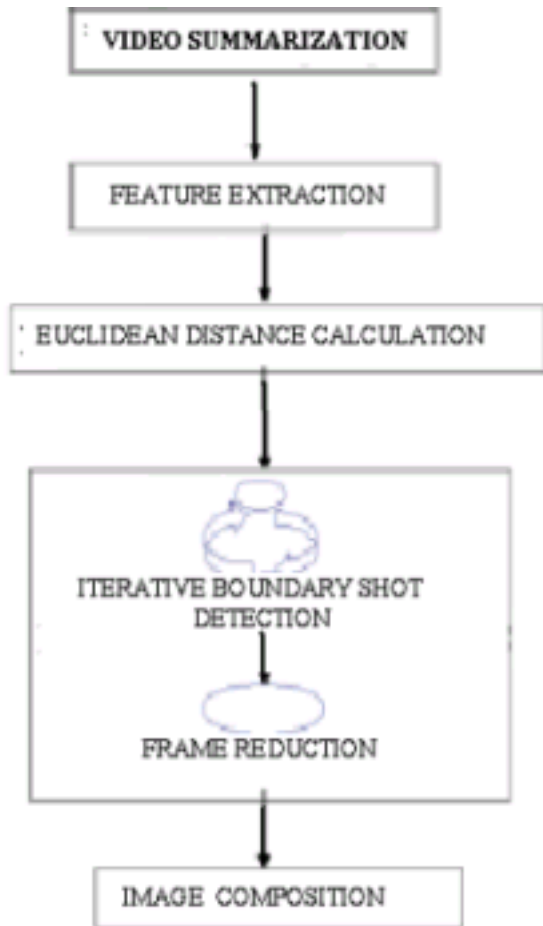 VIDEO SUMMARIZATION
FEATURE EXTRACTION
EUCLIDEAN DISTANCE CALCULATION
ITERATIVE BOUNDARY SHOT
DETECTION
FRAME REDUCTION
IMAGE COMPOSITION